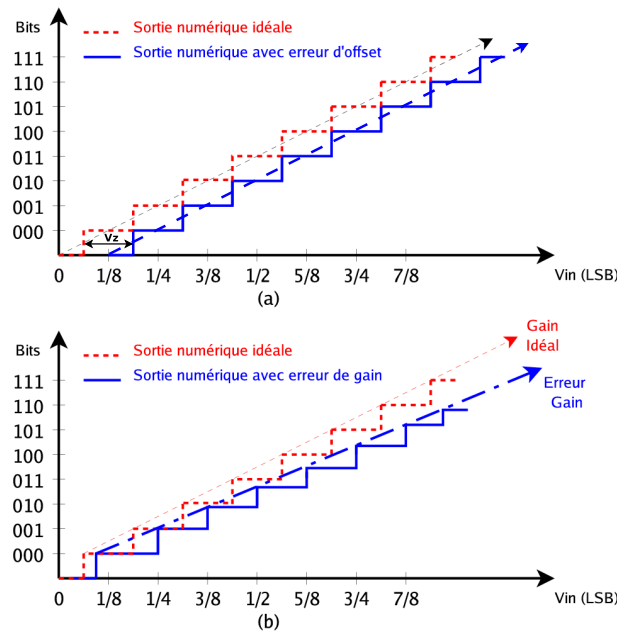 Bits
Sortie numérique idéale
Sortie numérique avec erreur d'offset
111
110
101
100
011
010
001
000
Vz
0 1/8 1/4 3/8 1/2 5/8 3/4 7/8 Vin (LSB)
(a)
Gain
Idéal
Bits
Sortie numérique idéale
Sortie numérique avec erreur de gain
Erreur
Gain
111
110
101
100
011
010
001
000
0 1/8 1/4 3/8 1/2 5/8 3/4 7/8 Vin (LSB)
(b)